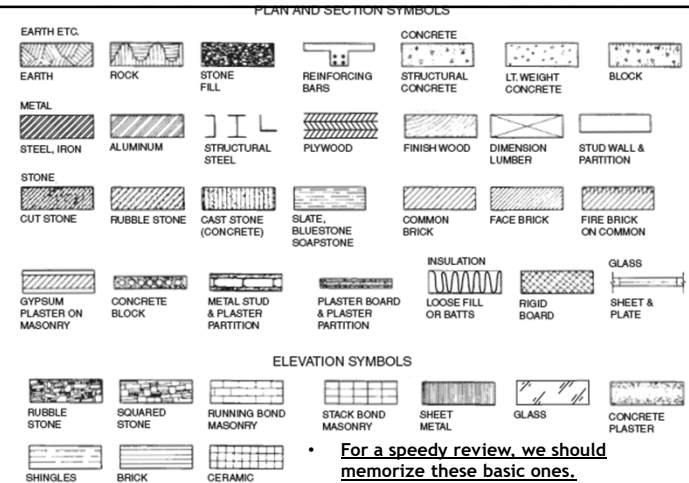 PLAN AND SECTION SYMBOLS
EARTH ETC.
CONCRETE
EARTH
ROCK
STONE
FILL
REINFORCING
BARS
STRUCTURAL
CONCRETE
LT. WEIGHT
CONCRETE
BLOCK
METAL
STEEL, IRON
ALUMINUM
STRUCTURAL
STEEL
PLYWOOD
FINISH WOOD
DIMENSION
LUMBER
STUD WALL &
PARTITION
STONE
CUT STONE
RUBBLE STONE
CAST STONE
(CONCRETE)
SLATE,
BLUESTONE
SOAPSTONE
COMMON
BRICK
FACE BRICK
FIRE BRICK
ON COMMON
INSULATION
GLASS
GYPSUM
PLASTER ON
MASONRY
CONCRETE
BLOCK
METAL STUD
& PLASTER
PARTITION
PLASTER BOARD
& PLASTER
PARTITION
LOOSE FILL
OR BATTS
RIGID
BOARD
SHEET &
PLATE
ELEVATION SYMBOLS
RUBBLE
STONE
SQUARED
STONE
RUNNING BOND
MASONRY
STACK BOND
MASONRY
SHEET
METAL
GLASS
CONCRETE
PLASTER
SHINGLES
BRICK
CERAMIC
• For a speedy review, we should
memorize these basic ones.